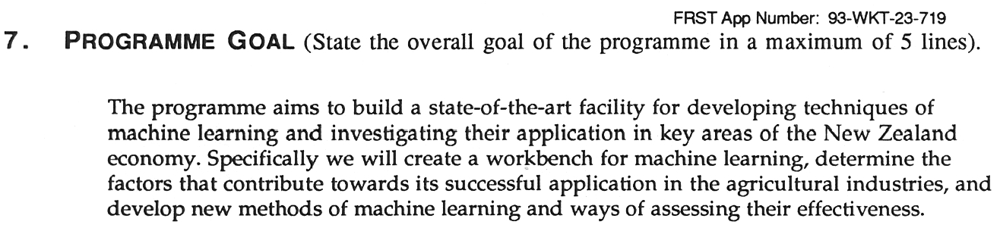 FRST App Number: 93-WKT-23-719
7. PROGRAMME GOAL (State the overall goal of the programme in a maximum of 5 lines).
The programme aims to build a state-of-the-art facility for developing techniques of
machine learning and investigating their application in key areas of the New Zealand
economy. Specifically we will create a workbench for machine learning, determine the
factors that contribute towards its successful application in the agricultural industries, and
develop new methods of machine learning and ways of assessing their effectiveness.